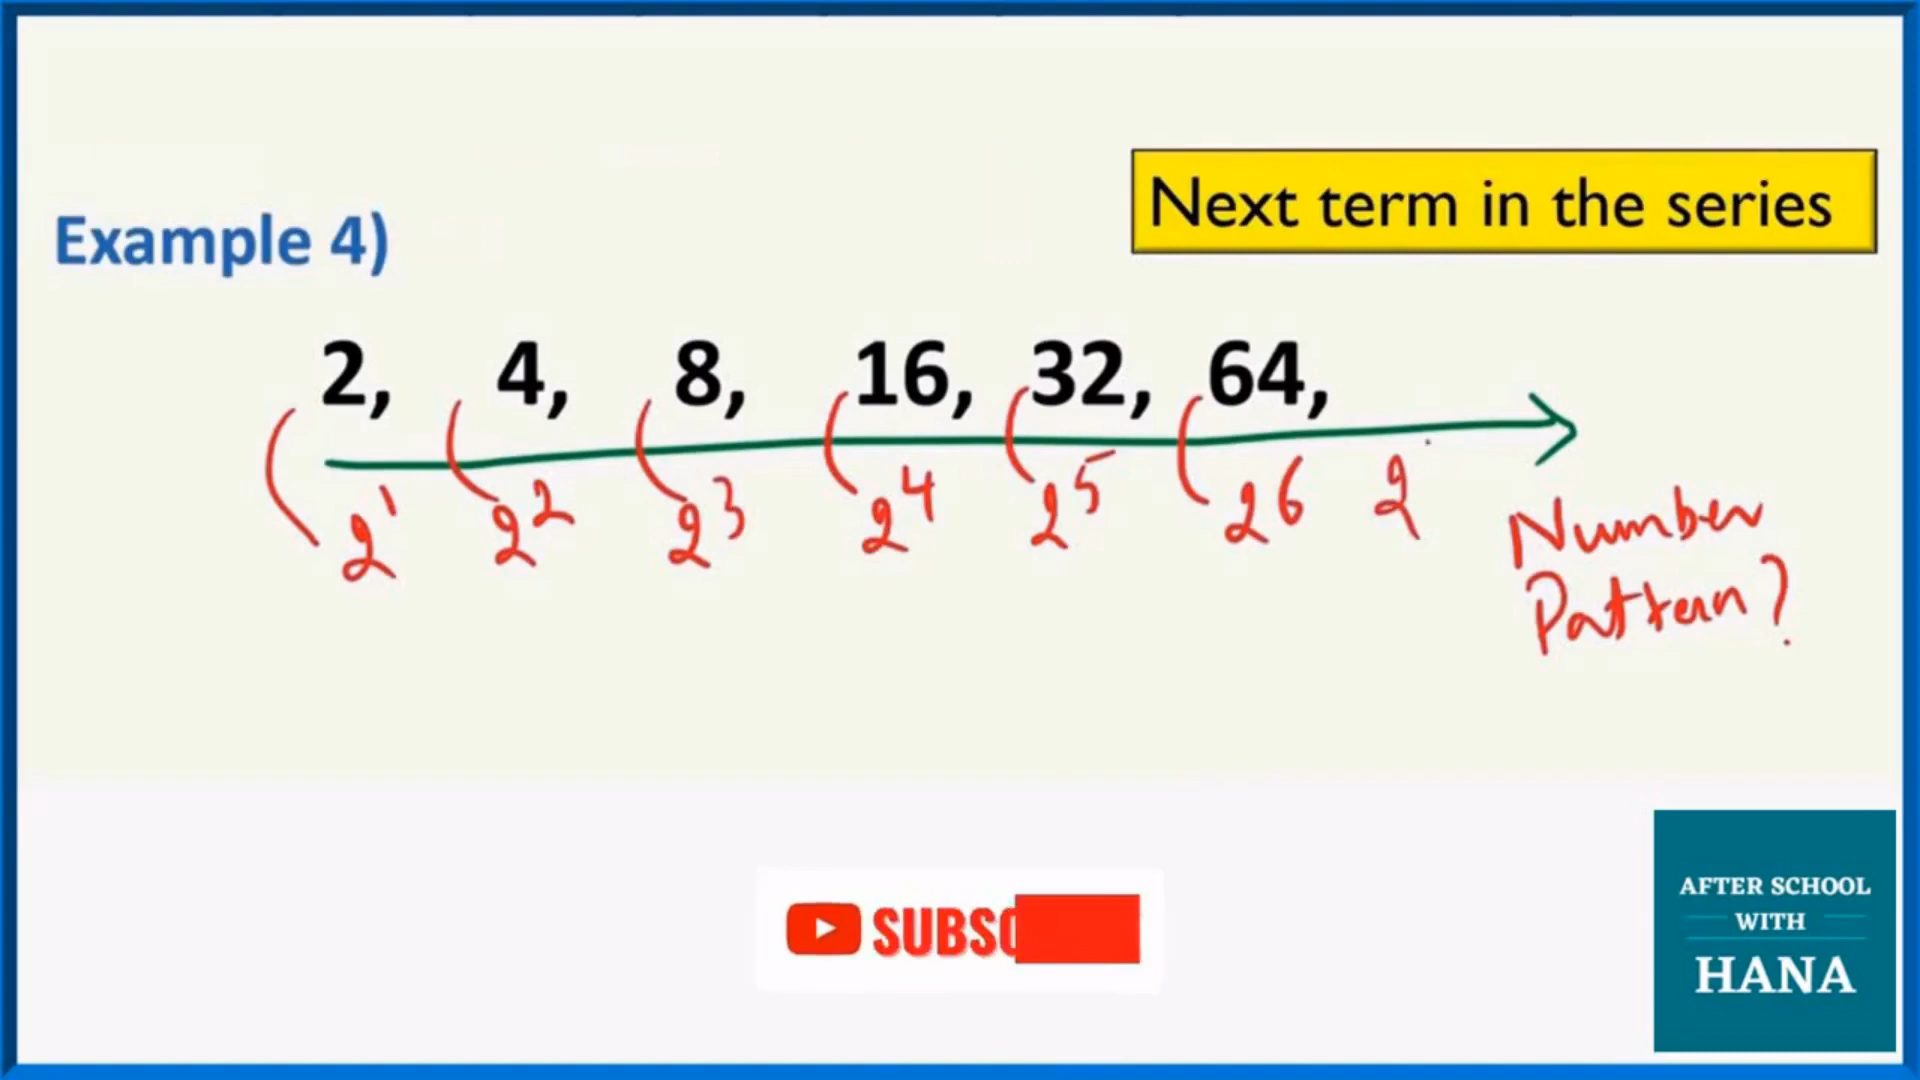 Next term in the series
Example 4)
2, 4, 8, 16, 32, 64,
2¹ 2² 2³ 2⁴ 2⁵ 2⁶ 2
Number
Pattern?
SUBSC
AFTER SCHOOL
WITH
HANA